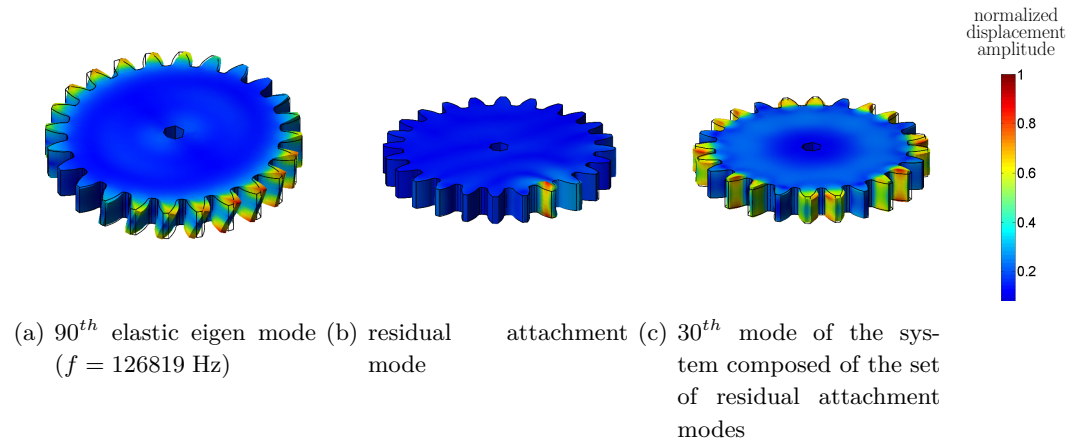 normalized
displacement
amplitude
1
0.8
0.6
0.4
0.2
(a) 90th elastic eigen mode
(f = 126819 Hz)
(b) residual attachment
mode
(c) 30th mode of the sys-
tem composed of the set
of residual attachment
modes